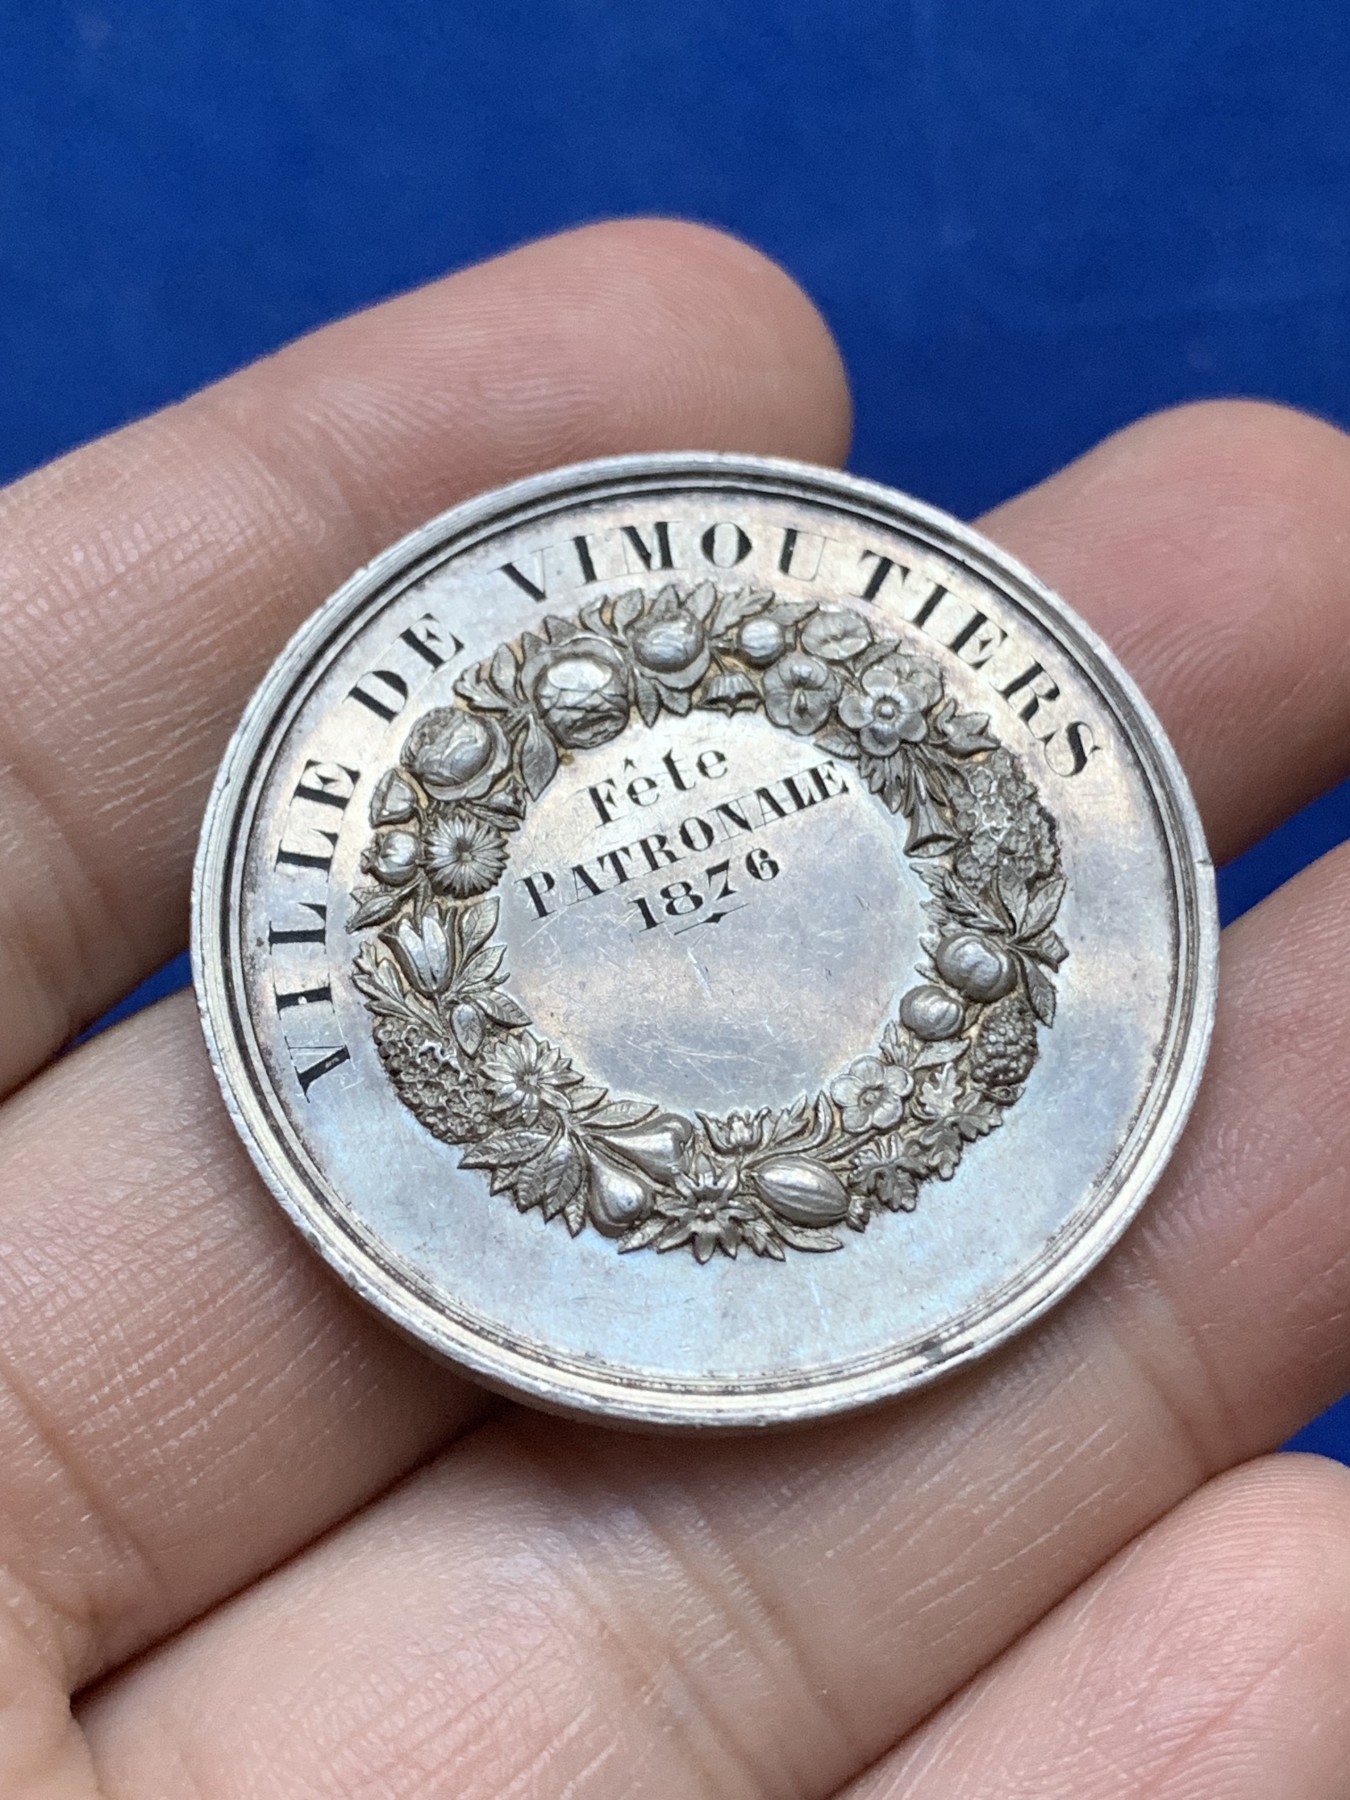 VILLE DE VIMOUTIERS
Fête
PATRONALE
1876